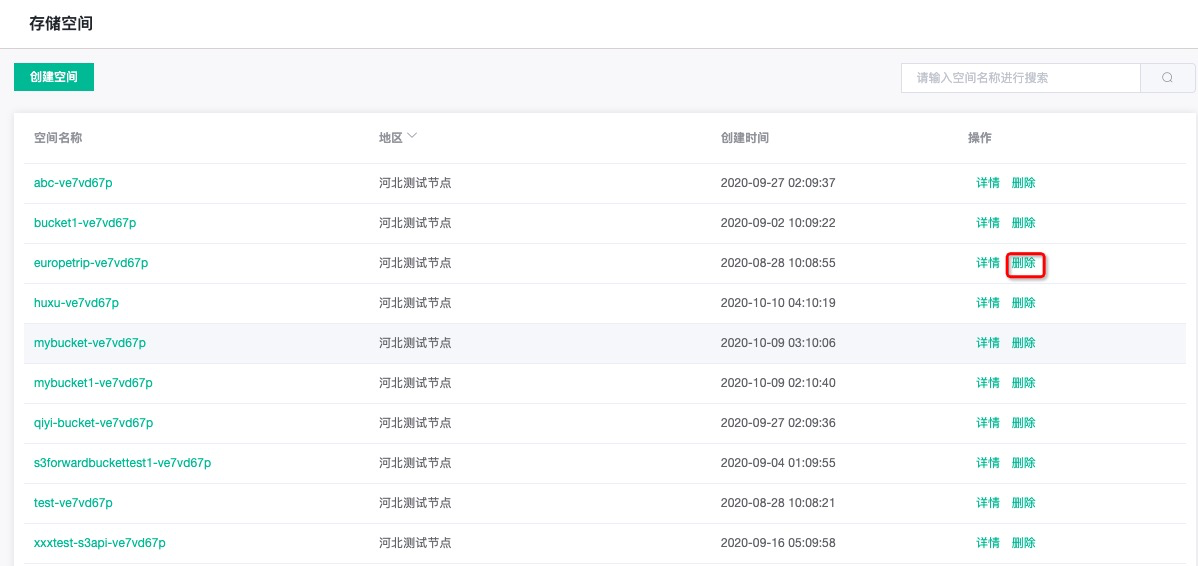 存储空间
创建空间
请输入空间名称进行搜索
空间名称 地区 创建时间 操作
abc-ve7vd67p 河北测试节点 2020-09-27 02:09:37 详情 删除
bucket1-ve7vd67p 河北测试节点 2020-09-02 10:09:22 详情 删除
europetrip-ve7vd67p 河北测试节点 2020-08-28 10:08:55 详情 删除
huxu-ve7vd67p 河北测试节点 2020-10-10 04:10:19 详情 删除
mybucket-ve7vd67p 河北测试节点 2020-10-09 03:10:06 详情 删除
mybucket1-ve7vd67p 河北测试节点 2020-10-09 02:10:40 详情 删除
qiyi-bucket-ve7vd67p 河北测试节点 2020-09-27 02:09:36 详情 删除
s3forwardbuckettest1-ve7vd67p 河北测试节点 2020-09-04 01:09:55 详情 删除
test-ve7vd67p 河北测试节点 2020-08-28 10:08:21 详情 删除
xxxtest-s3api-ve7vd67p 河北测试节点 2020-09-16 05:09:58 详情 删除